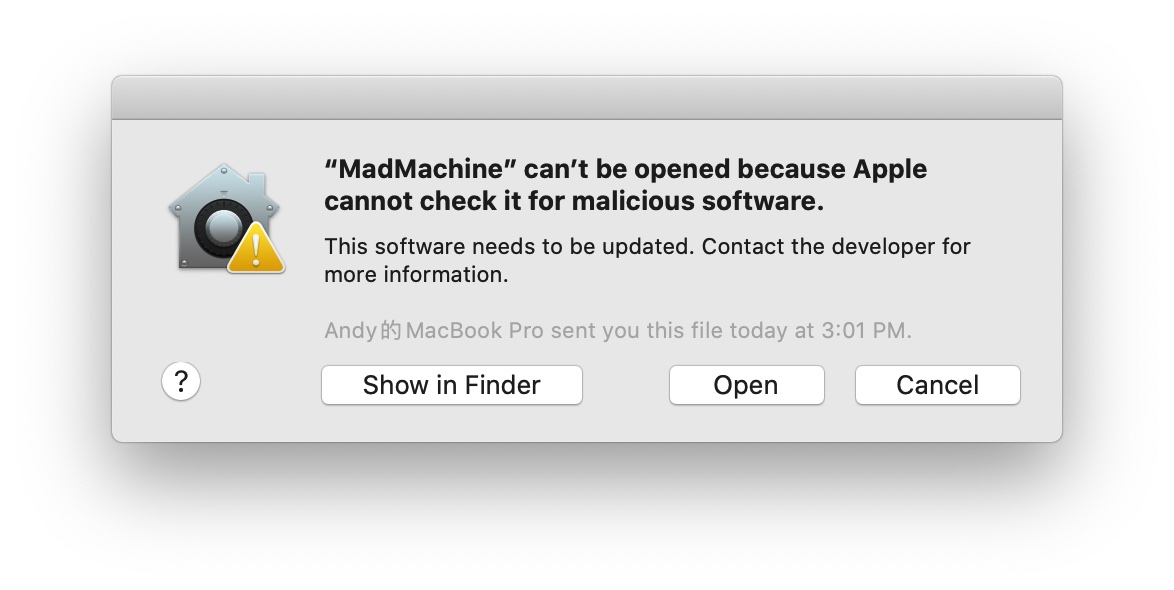 “MadMachine” can’t be opened because Apple
cannot check it for malicious software.
This software needs to be updated. Contact the developer for
more information.
Andy的MacBook Pro sent you this file today at 3:01 PM.
?
Show in Finder
Open
Cancel